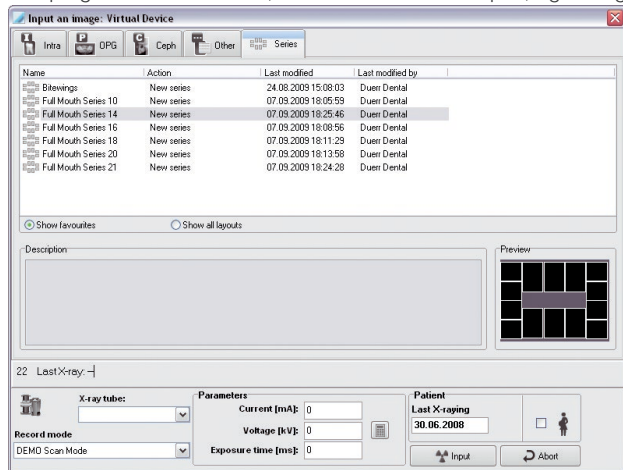 Input an image: Virtual Device
Intra OPG Ceph Other Series
Name Action Last modified Last modified by
Bitewings New series 24.08.2009 15:08:03 Duerr Dental
Full Mouth Series 10 New series 07.09.2009 18:05:59 Duerr Dental
Full Mouth Series 14 New series 07.09.2009 18:25:46 Duerr Dental
Full Mouth Series 16 New series 07.09.2009 18:08:56 Duerr Dental
Full Mouth Series 18 New series 07.09.2009 18:11:29 Duerr Dental
Full Mouth Series 20 New series 07.09.2009 18:13:58 Duerr Dental
Full Mouth Series 21 New series 07.09.2009 18:24:28 Duerr Dental
Show favourites Show all layouts
Description Preview
22 Last X-ray: -/
X-ray tube: Parameters Patient
Current [mA]: 0 Last X-raying
Voltage [kV]: 0 30.06.2008
Record mode
DEMO Scan Mode Exposure time [ms]: 0 Input Abort